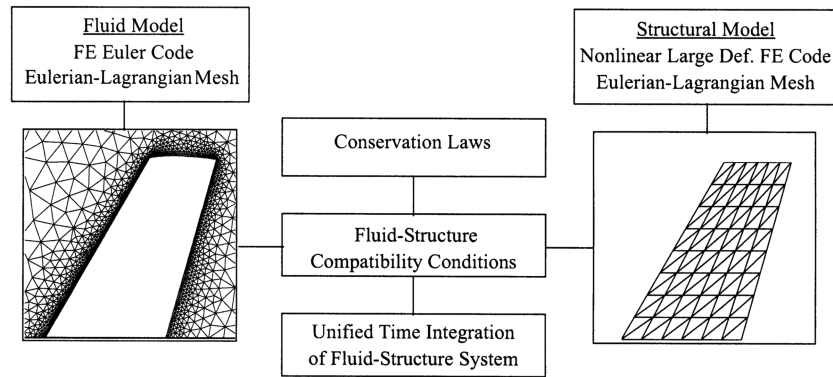 Fluid Model
FE Euler Code
Eulerian-Lagrangian Mesh
Structural Model
Nonlinear Large Def. FE Code
Eulerian-Lagrangian Mesh
Conservation Laws
Fluid-Structure
Compatibility Conditions
Unified Time Integration
of Fluid-Structure System